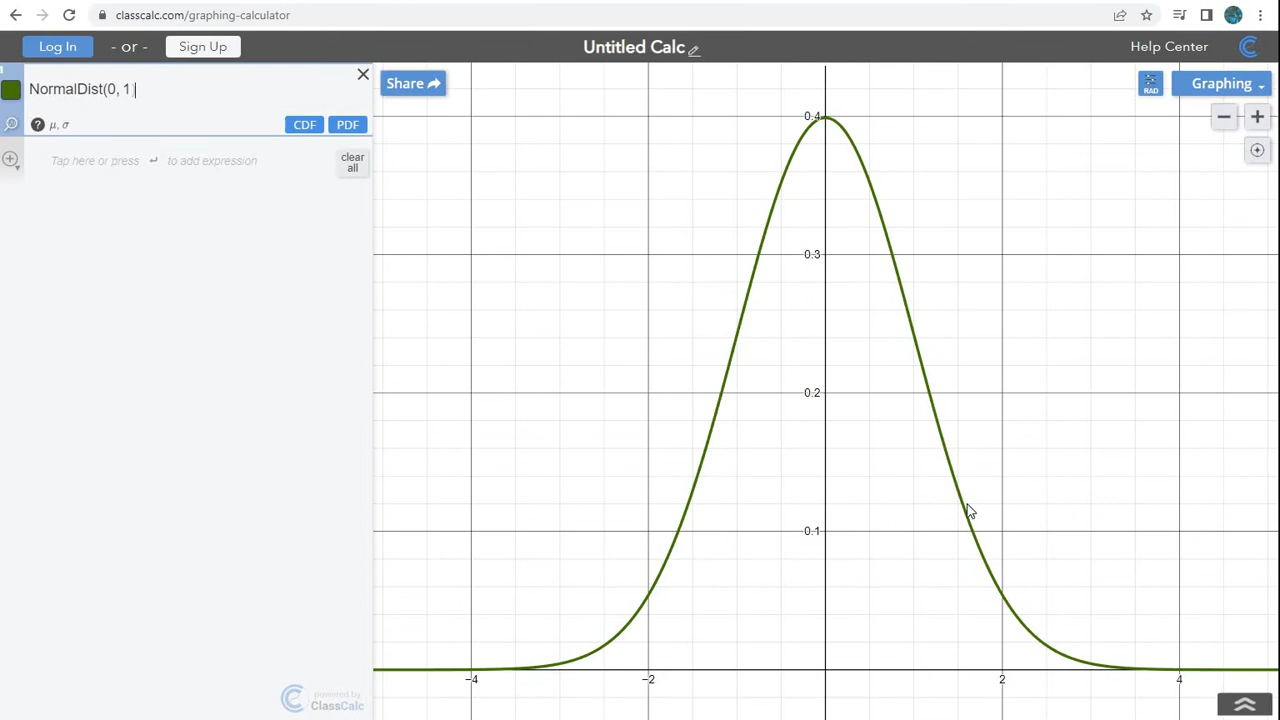 classcalc.com/graphing-calculator
Log In - or - Sign Up
Untitled Calc
Help Center
1
NormalDist(0, 1
? μ, σ
CDF PDF
Tap here or press ↵ to add expression
clear
all
Share
RAD
Graphing
0.4
0.3
0.2
0.1
−4 −2 2 4
powered by
ClassCalc